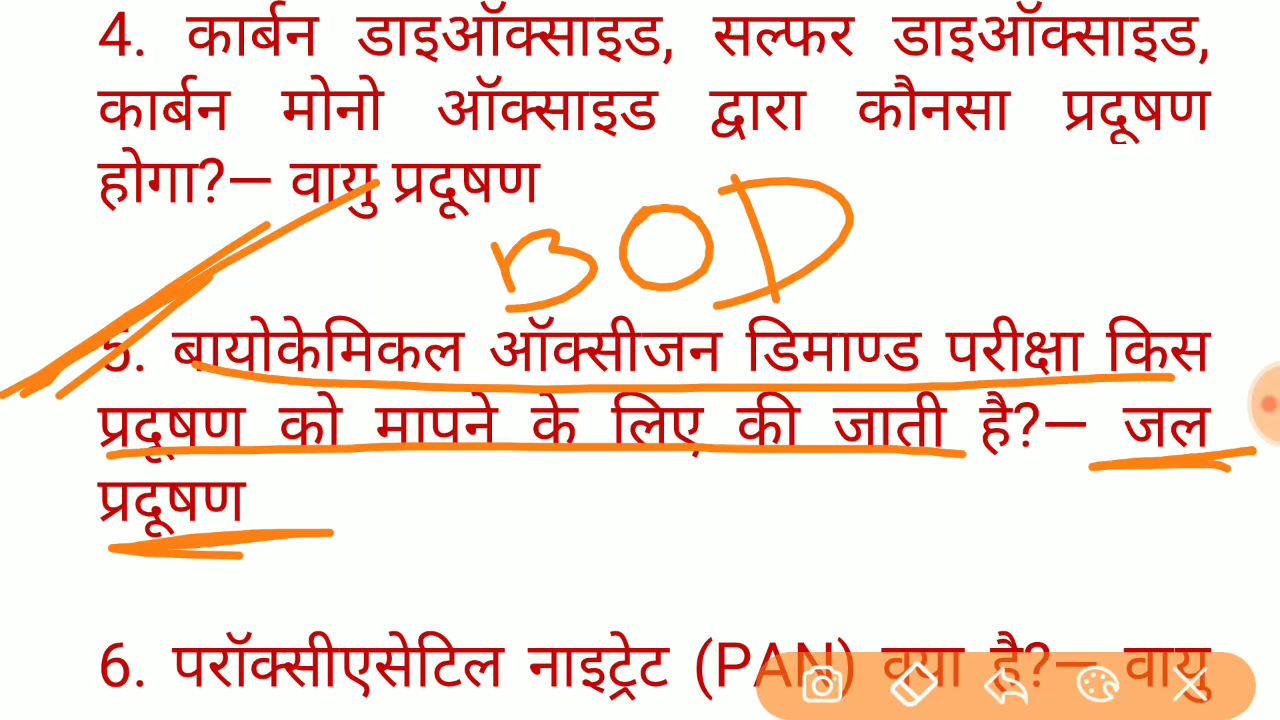 4. कार्बन डाइऑक्साइड, सल्फर डाइऑक्साइड,
कार्बन मोनो ऑक्साइड द्वारा कौनसा प्रदूषण
होगा?— वायु प्रदूषण
BOD
5. बायोकेमिकल ऑक्सीजन डिमाण्ड परीक्षा किस
प्रदूषण को मापने के लिए की जाती है?— जल
प्रदूषण
6. परॉक्सीएसेटिल नाइट्रेट (PAN) क्या है?— वायु